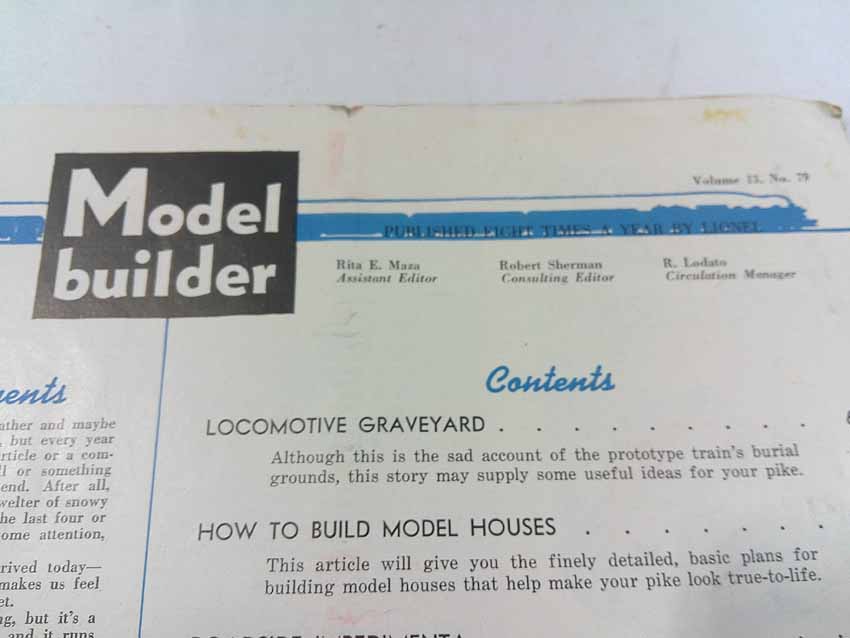 Model
builder
Volume 15, No. 79
PUBLISHED EIGHT TIMES A YEAR BY LIONEL
Rita E. Maza
Assistant Editor
Robert Sherman
Consulting Editor
R. Lodato
Circulation Manager
ents
ather and maybe
, but every year
rticle or a com-
ll or something
end. After all,
welter of snowy
he last four or
ome attention,
rived today—
makes us feel
et.
ng, but it's a
and it runs
Contents
LOCOMOTIVE GRAVEYARD . . . . . . . . .
Although this is the sad account of the prototype train's burial
grounds, this story may supply some useful ideas for your pike.
HOW TO BUILD MODEL HOUSES . . . . . . .
This article will give you the finely detailed, basic plans for
building model houses that help make your pike look true-to-life.